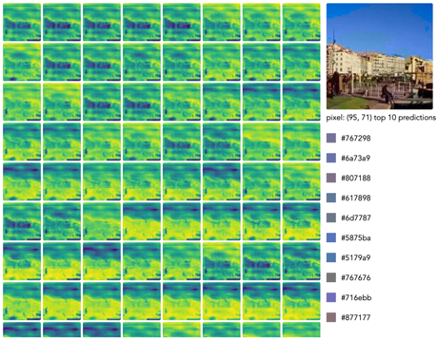 pixel: (95, 71) top 10 predictions
#767298
#6a73a9
#807188
#617898
#6d7787
#5875ba
#5179a9
#767676
#716ebb
#877177